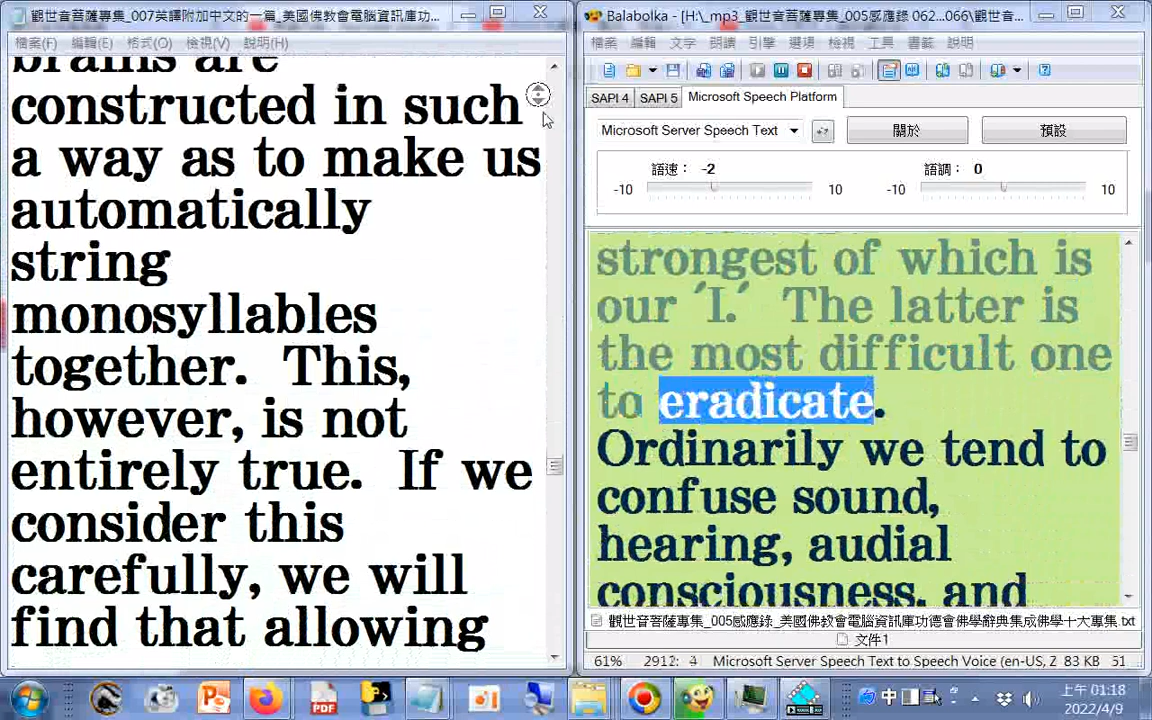 觀世音菩薩專集_007英譯附加中文的一篇_美國佛教會電腦資訊庫功...
檔案(F) 編輯(E) 格式(O) 檢視(V) 說明(H)
brains are
constructed in such
a way as to make us
automatically
string
monosyllables
together. This,
however, is not
entirely true. If we
consider this
carefully, we will
find that allowing
Balabolka - [H:\_mp3_觀世音菩薩專集_005感應錄 062...066\觀世音...
檔案 編輯 文字 朗讀 引擎 選項 檢視 工具 書籤 說明
SAPI 4 SAPI 5 Microsoft Speech Platform
Microsoft Server Speech Text 關於 預設
語速： -2 語調： 0
-10 10 -10 10
strongest of which is
our 'I.' The latter is
the most difficult one
to eradicate.
Ordinarily we tend to
confuse sound,
hearing, audial
consciousness, and
觀世音菩薩專集_005感應錄_美國佛教會電腦資訊庫功德會佛學辭典集成佛學十大專集.txt
文件1
61% 2912: 4 Microsoft Server Speech Text to Speech Voice (en-US, Z 83 KB 51
中 上午 01:18
2022/4/9